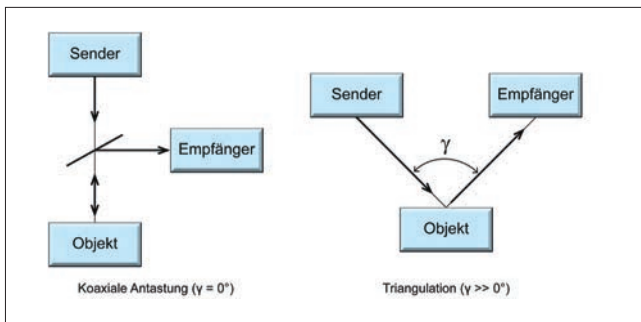 Sender
Empfänger
Objekt
Koaxiale Antastung (γ = 0°)
Sender
Empfänger
γ
Objekt
Triangulation (γ >> 0°)